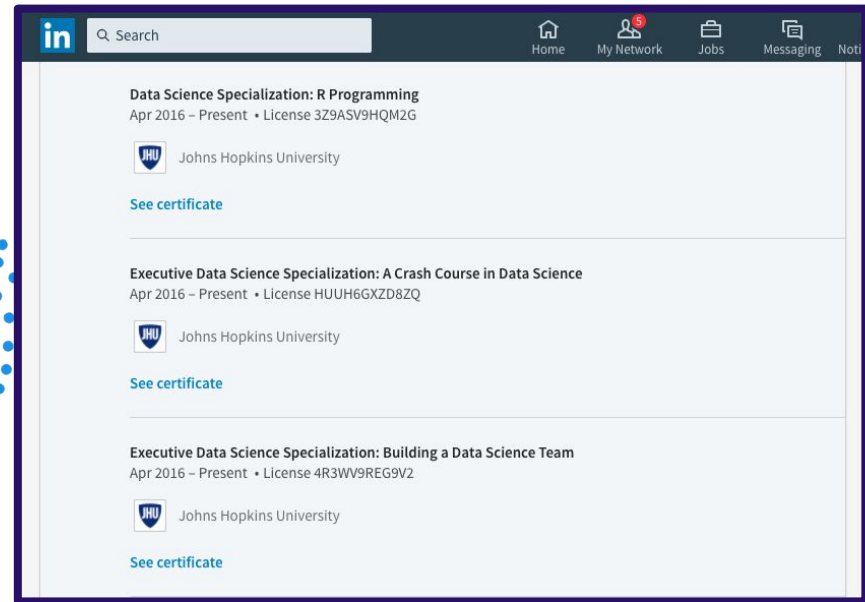 in Search
5
Home My Network Jobs Messaging Noti
Data Science Specialization: R Programming
Apr 2016 – Present • License 3Z9ASV9HQM2G
JHU Johns Hopkins University
See certificate
Executive Data Science Specialization: A Crash Course in Data Science
Apr 2016 – Present • License HUUH6GXZD8ZQ
JHU Johns Hopkins University
See certificate
Executive Data Science Specialization: Building a Data Science Team
Apr 2016 – Present • License 4R3WV9REG9V2
JHU Johns Hopkins University
See certificate